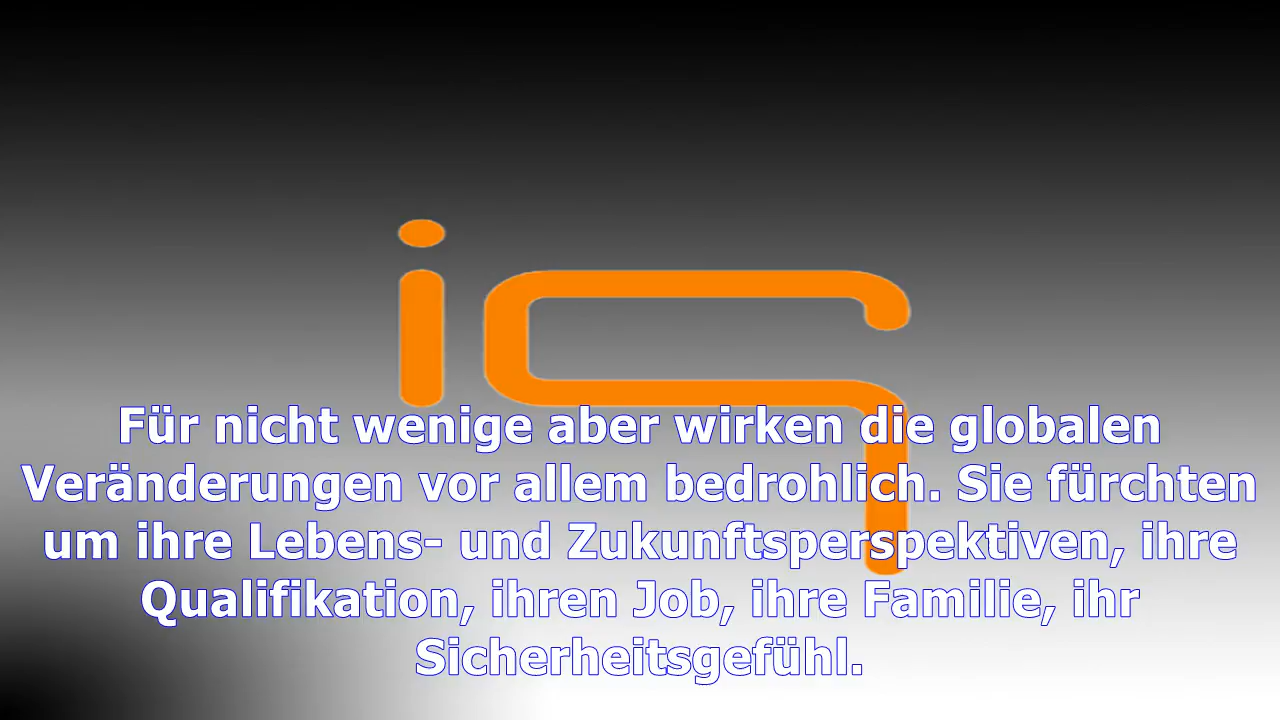 Für nicht wenige aber wirken die globalen
Veränderungen vor allem bedrohlich. Sie fürchten
um ihre Lebens- und Zukunftsperspektiven, ihre
Qualifikation, ihren Job, ihre Familie, ihr
Sicherheitsgefühl.